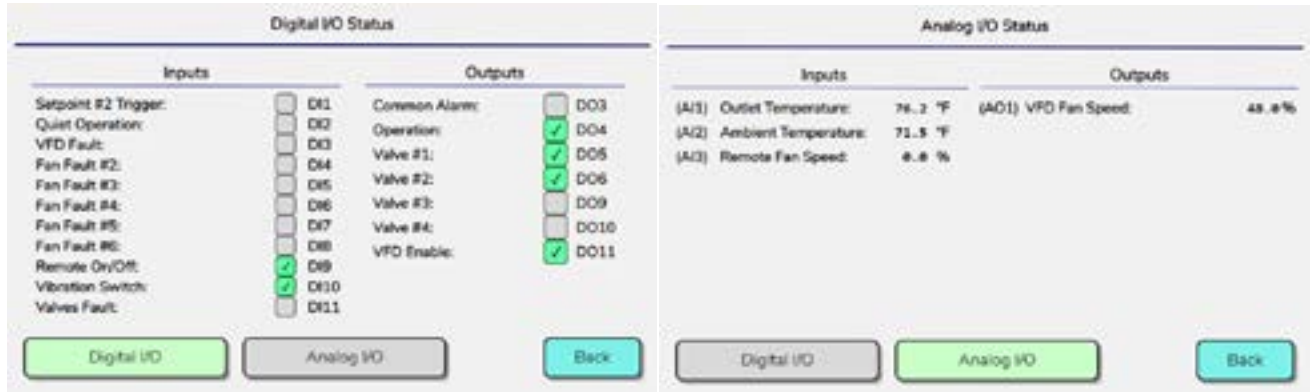 Digital I/O Status
Inputs
Setpoint #2 Trigger: DI1
Quiet Operation: DI2
VFD Fault: DI3
Fan Fault #2: DI4
Fan Fault #3: DI5
Fan Fault #4: DI6
Fan Fault #5: DI7
Fan Fault #6: DI8
Remote On/Off: DI9
Vibration Switch: DI10
Valves Fault: DI11
Outputs
Common Alarm: DO3
Operation: DO4
Valve #1: DO5
Valve #2: DO6
Valve #3: DO9
Valve #4: DO10
VFD Enable: DO11
Digital I/O
Analog I/O
Back
Analog I/O Status
Inputs
(AI1) Outlet Temperature: °F
(AI2) Ambient Temperature: 71.5 °F
(AI3) Remote Fan Speed: 0.0 %
Outputs
(AO1) VFD Fan Speed: %
Digital I/O
Analog I/O
Back